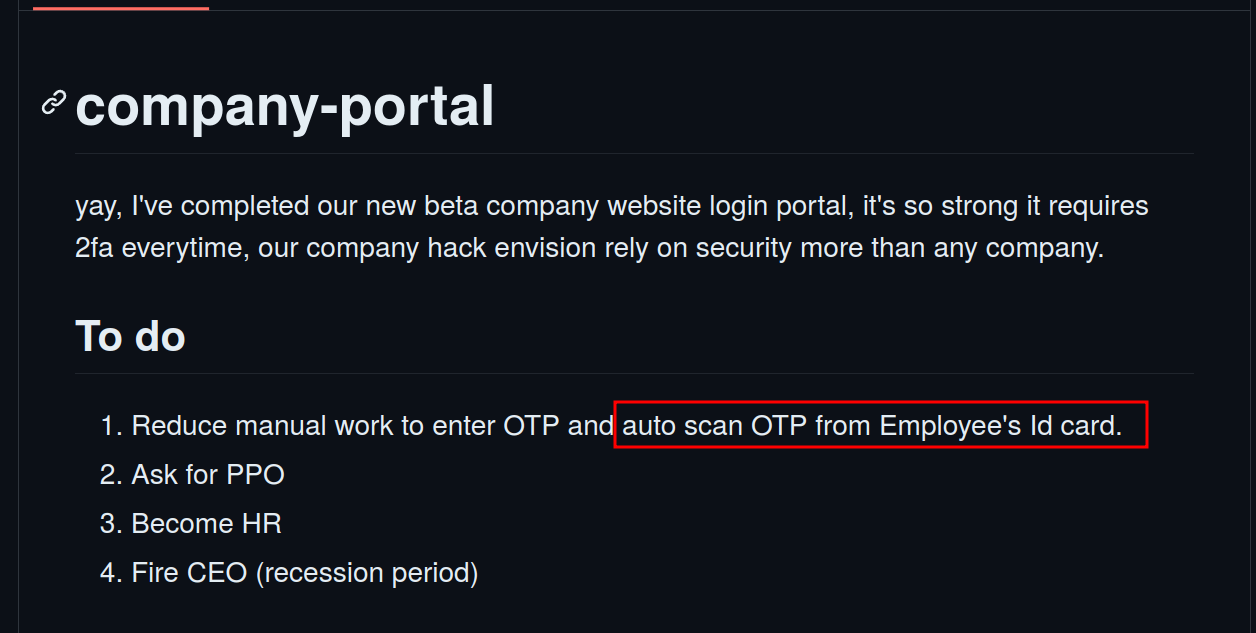 company-portal
yay, I've completed our new beta company website login portal, it's so strong it requires
2fa everytime, our company hack envision rely on security more than any company.
To do
1. Reduce manual work to enter OTP and auto scan OTP from Employee's Id card.
2. Ask for PPO
3. Become HR
4. Fire CEO (recession period)